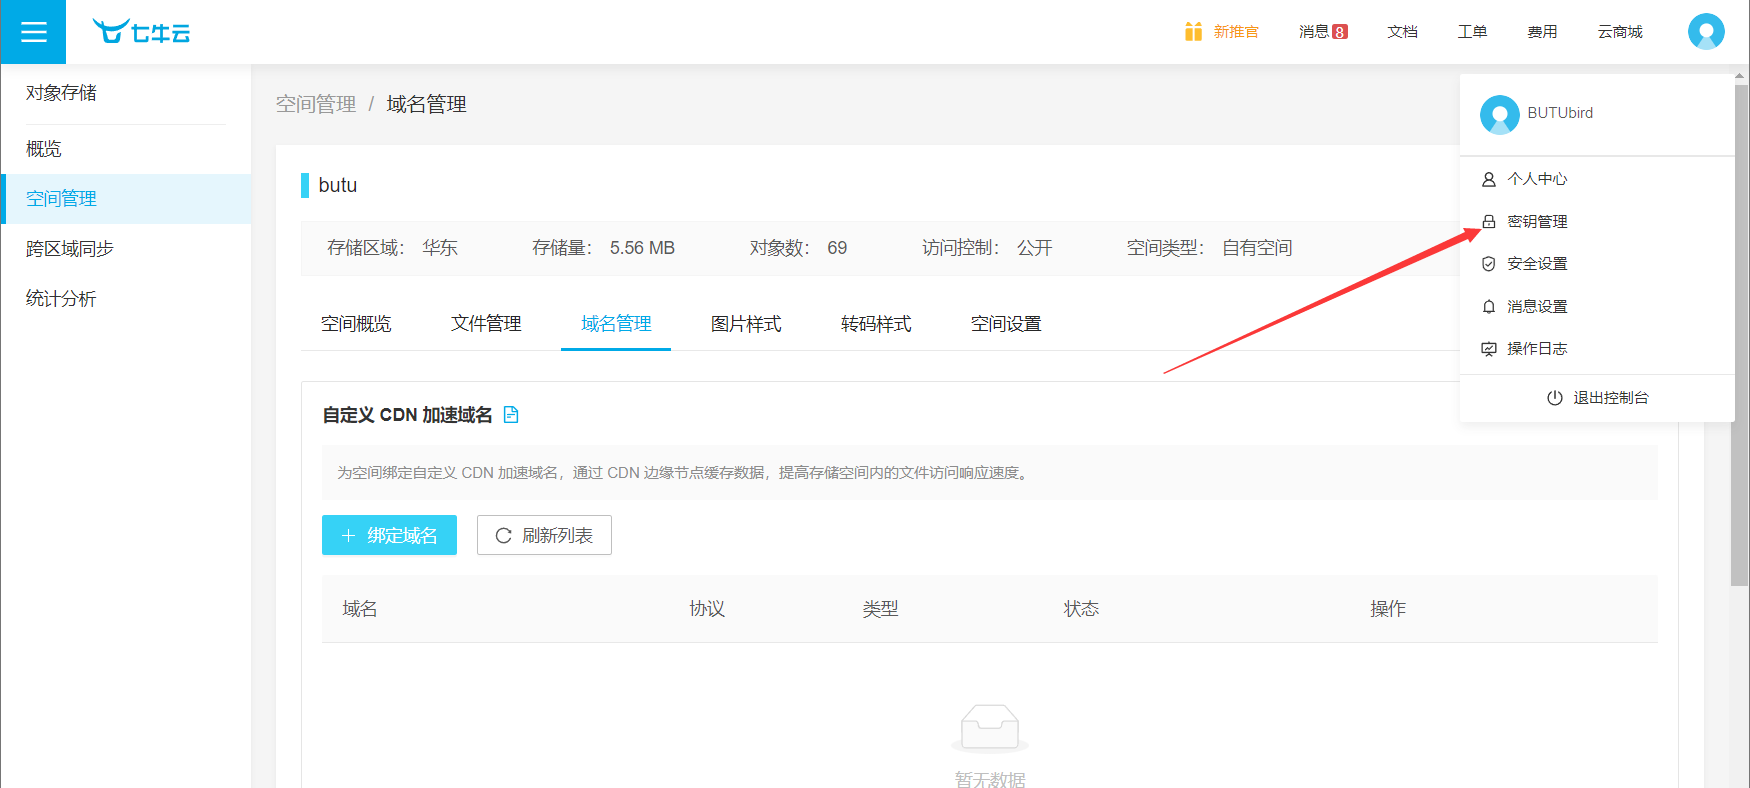 七牛云
新推官
消息 8
文档
工单
费用
云商城
对象存储
概览
空间管理
跨区域同步
统计分析
空间管理 / 域名管理
butu
存储区域： 华东
存储量： 5.56 MB
对象数： 69
访问控制： 公开
空间类型： 自有空间
空间概览
文件管理
域名管理
图片样式
转码样式
空间设置
自定义 CDN 加速域名
为空间绑定自定义 CDN 加速域名，通过 CDN 边缘节点缓存数据，提高存储空间内的文件访问响应速度。
绑定域名
刷新列表
域名 协议 类型 状态 操作
暂无数据
BUTUbird
个人中心
密钥管理
安全设置
消息设置
操作日志
退出控制台